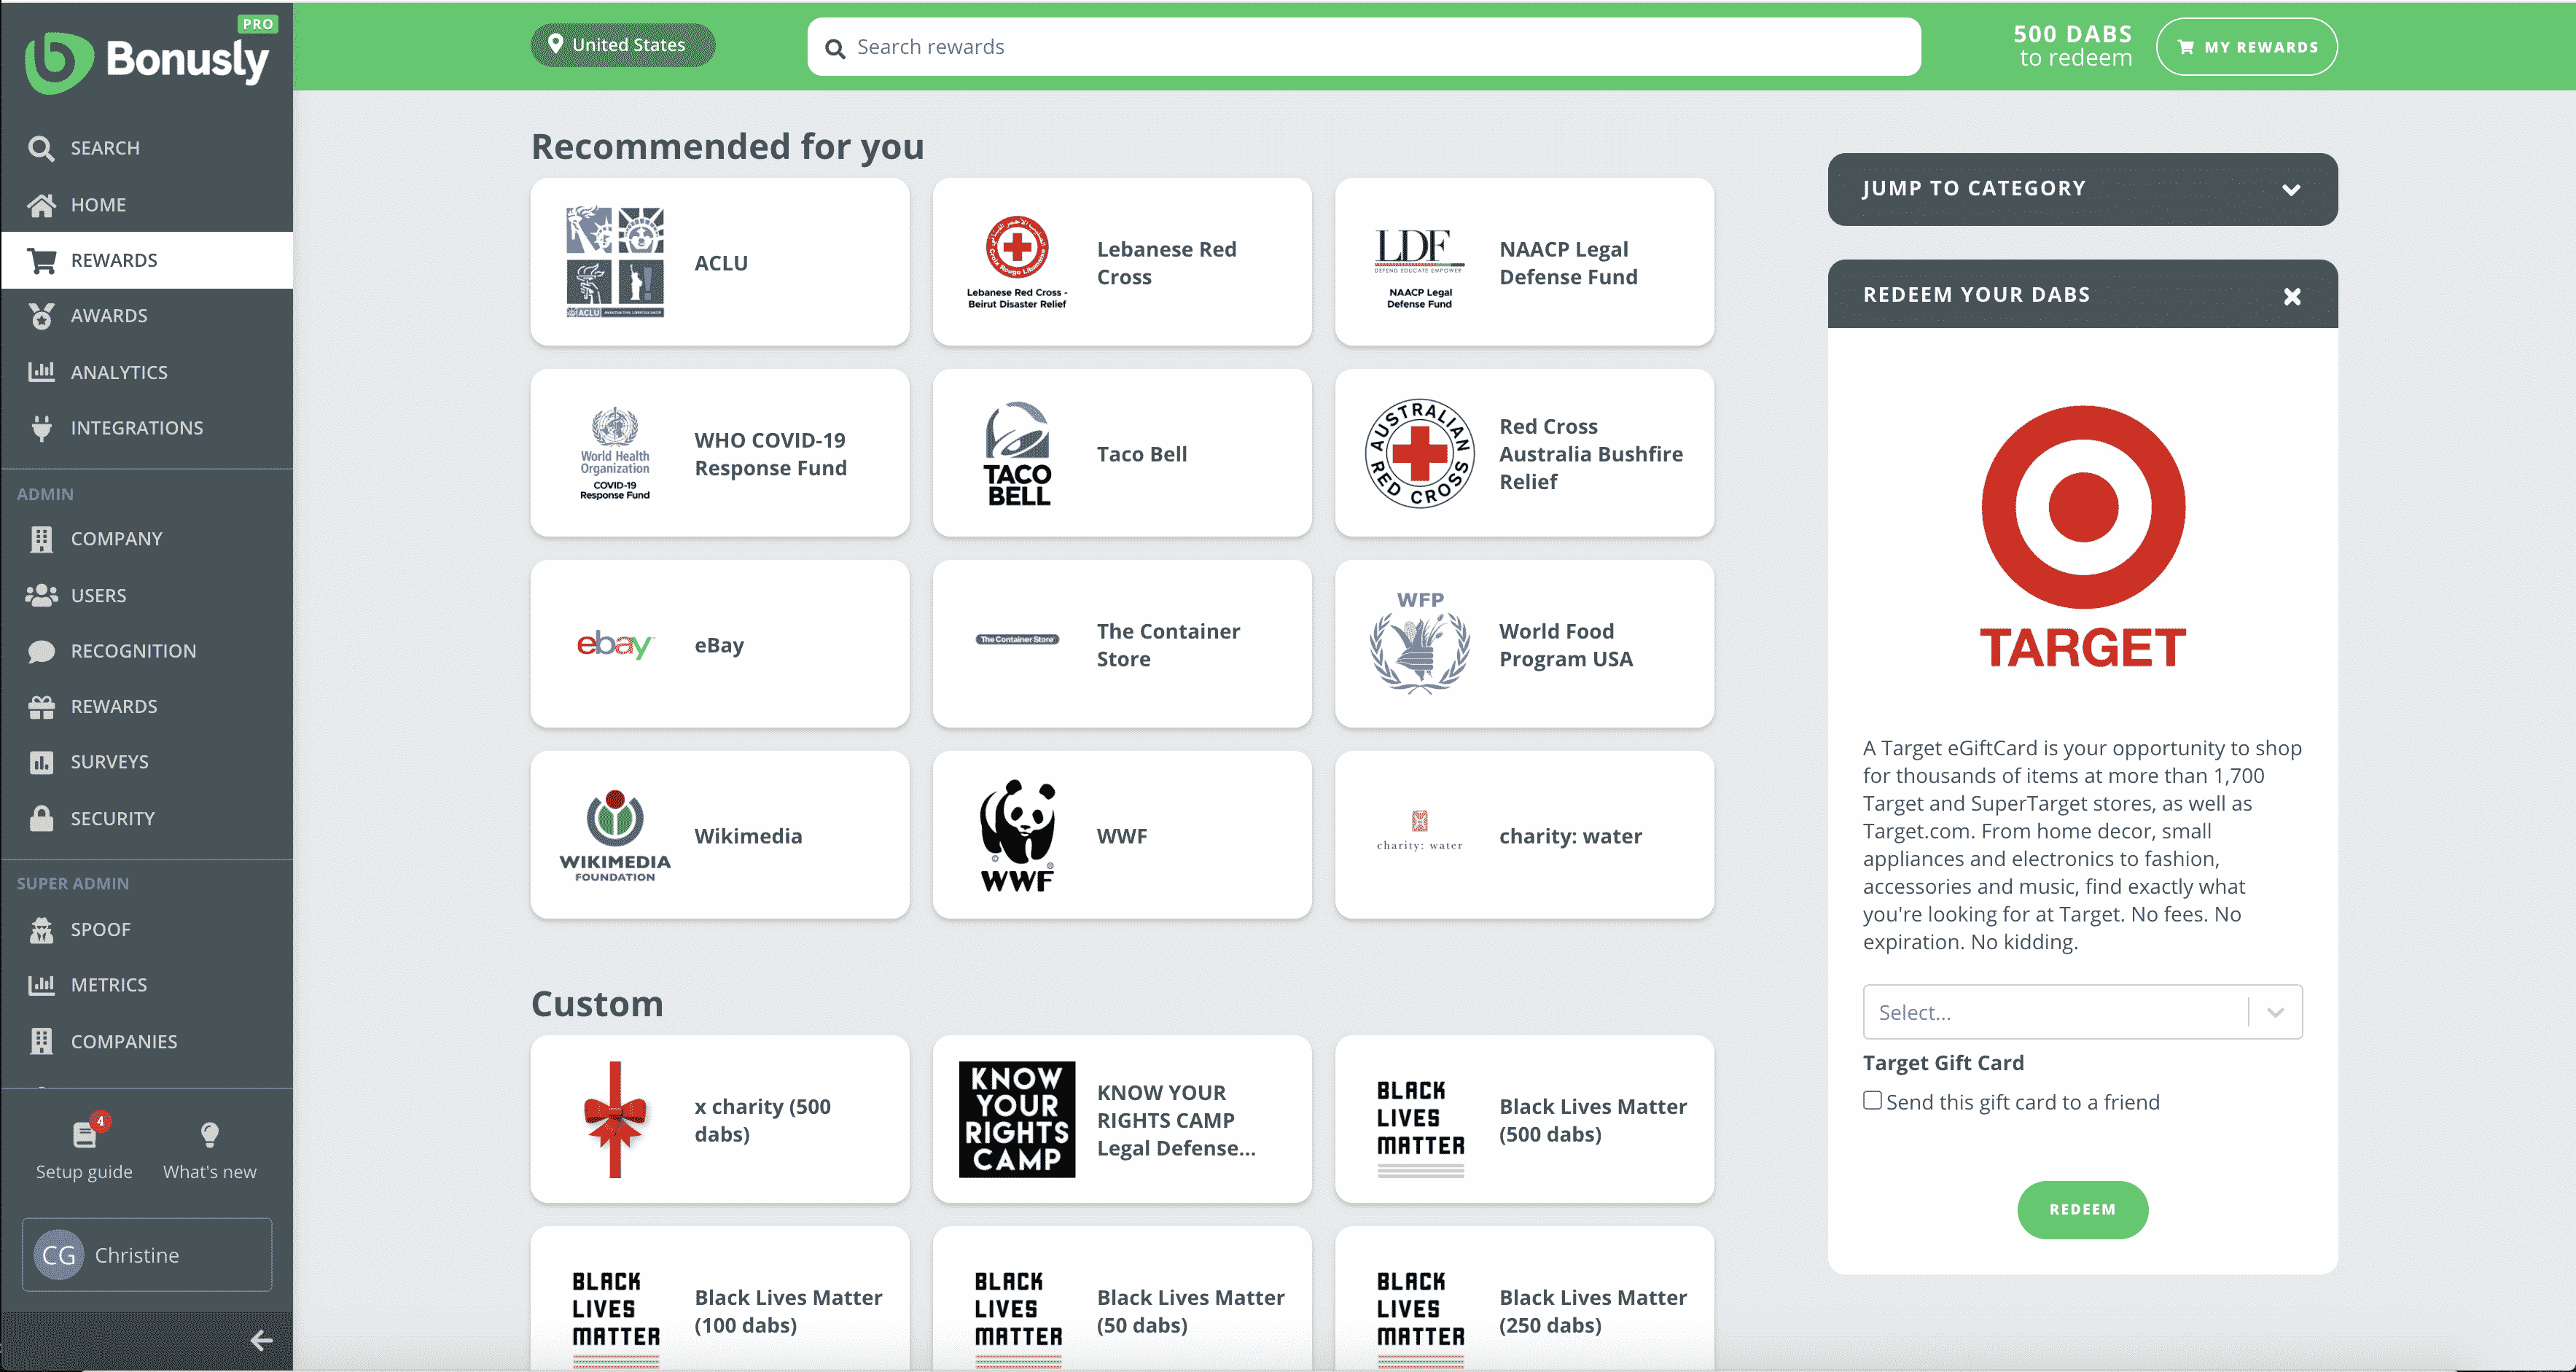 PRO
Bonusly
SEARCH
HOME
REWARDS
AWARDS
ANALYTICS
INTEGRATIONS
ADMIN
COMPANY
USERS
RECOGNITION
REWARDS
SURVEYS
SECURITY
SUPER ADMIN
SPOOF
METRICS
COMPANIES
4
Setup guide
What's new
CG
Christine
United States
Search rewards
500 DABS
to redeem
MY REWARDS
Recommended for you
ACLU
ACLU
Lebanese Red Cross -
Beirut Disaster Relief
Lebanese Red
Cross
LDF
DEFEND EDUCATE EMPOWER
NAACP Legal
Defense Fund
NAACP Legal
Defense Fund
World Health
Organization
COVID-19
Response Fund
WHO COVID-19
Response Fund
TACO
BELL
Taco Bell
AUSTRALIAN
RED CROSS
Red Cross
Australia Bushfire
Relief
ebay
eBay
The Container Store
The Container
Store
WFP
World Food
Program USA
WIKIMEDIA
FOUNDATION
Wikimedia
WWF
WWF
charity: water
charity: water
Custom
x charity (500
dabs)
KNOW
YOUR
RIGHTS
CAMP
KNOW YOUR
RIGHTS CAMP
Legal Defense...
BLACK
LIVES
MATTER
Black Lives Matter
(500 dabs)
BLACK
LIVES
MATTER
Black Lives Matter
(100 dabs)
BLACK
LIVES
MATTER
Black Lives Matter
(50 dabs)
BLACK
LIVES
MATTER
Black Lives Matter
(250 dabs)
JUMP TO CATEGORY
REDEEM YOUR DABS
TARGET
A Target eGiftCard is your opportunity to shop
for thousands of items at more than 1,700
Target and SuperTarget stores, as well as
Target.com. From home decor, small
appliances and electronics to fashion,
accessories and music, find exactly what
you're looking for at Target. No fees. No
expiration. No kidding.
Select...
Target Gift Card
Send this gift card to a friend
REDEEM